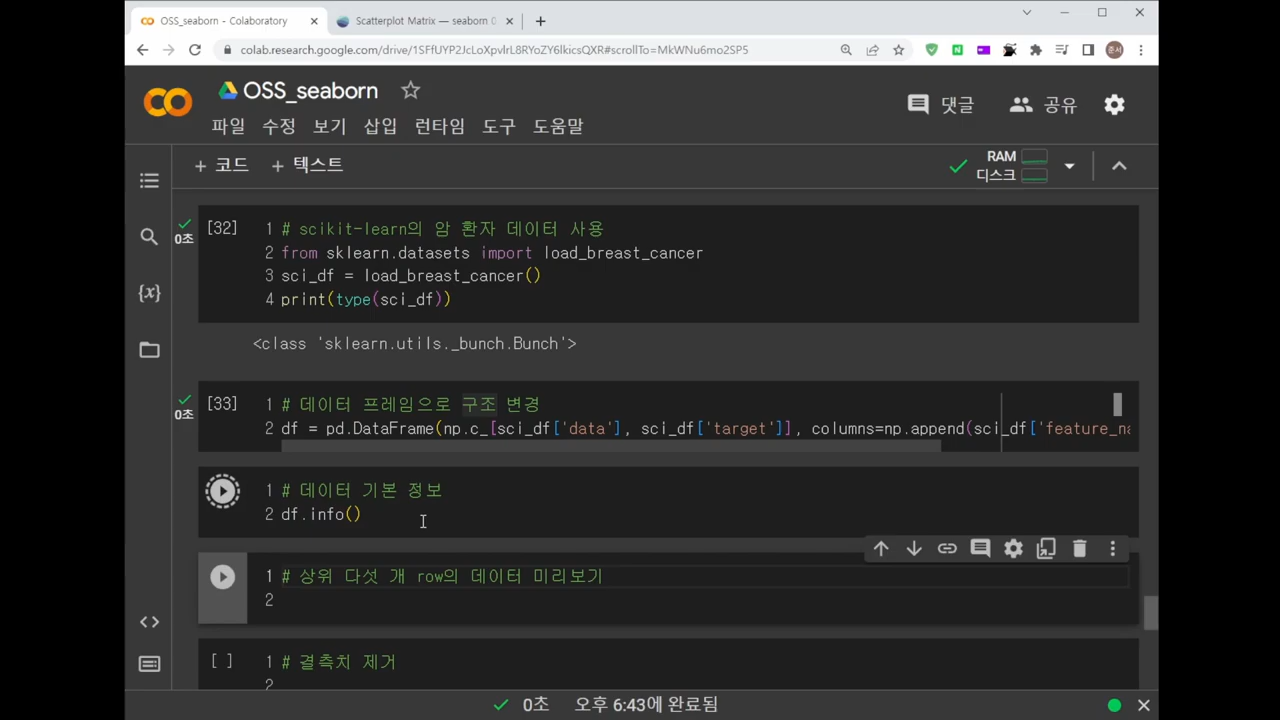 OSS_seaborn - Colaboratory
Scatterplot Matrix — seaborn 0
colab.research.google.com/drive/1SFfUYP2JcLoXpvlrL8RYoZY6lkicsQXR#scrollTo=MkWNu6mo2SP5
준서
OSS_seaborn
댓글
공유
파일 수정 보기 삽입 런타임 도구 도움말
+ 코드 + 텍스트
RAM
디스크
[32]
0초
1 # scikit-learn의 암 환자 데이터 사용
2 from sklearn.datasets import load_breast_cancer
3 sci_df = load_breast_cancer()
4 print(type(sci_df))
<class 'sklearn.utils._bunch.Bunch'>
[33]
0초
1 # 데이터 프레임으로 구조 변경
2 df = pd.DataFrame(np.c_[sci_df['data'], sci_df['target']], columns=np.append(sci_df['feature_na
1 # 데이터 기본 정보
2 df.info()
1 # 상위 다섯 개 row의 데이터 미리보기
2
[ ] 1 # 결측치 제거
2
0초 오후 6:43에 완료됨